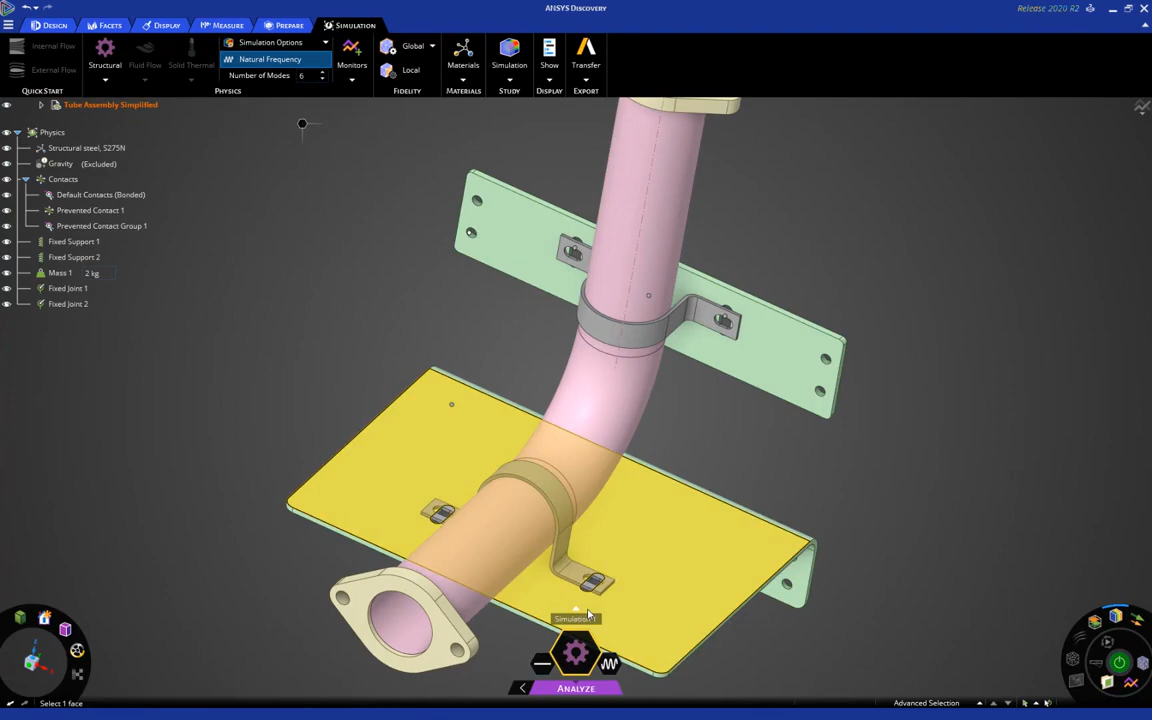 ANSYS Discovery
Release 2020 R2
DESIGN
FACETS
DISPLAY
MEASURE
PREPARE
SIMULATION
Internal Flow
External Flow
QUICK START
Structural
Fluid Flow
Solid Thermal
Simulation Options
Natural Frequency
Number of Modes 6
PHYSICS
Monitors
Global
Local
FIDELITY
Materials
MATERIALS
Simulation
STUDY
Show
DISPLAY
Transfer
EXPORT
Tube Assembly Simplified
Physics
Structural steel, S275N
Gravity (Excluded)
Contacts
Default Contacts (Bonded)
Prevented Contact 1
Prevented Contact Group 1
Fixed Support 1
Fixed Support 2
Mass 1 2 kg
Fixed Joint 1
Fixed Joint 2
Simulation 1
ANALYZE
Select 1 face
Advanced Selection